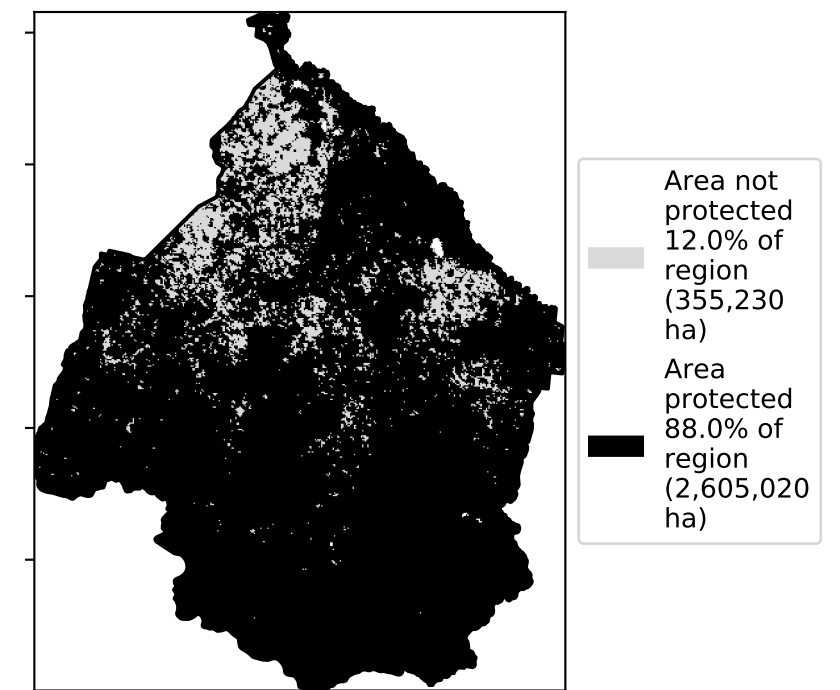 Area not
protected
12.0% of
region
(355,230
ha)
Area
protected
88.0% of
region
(2,605,020
ha)